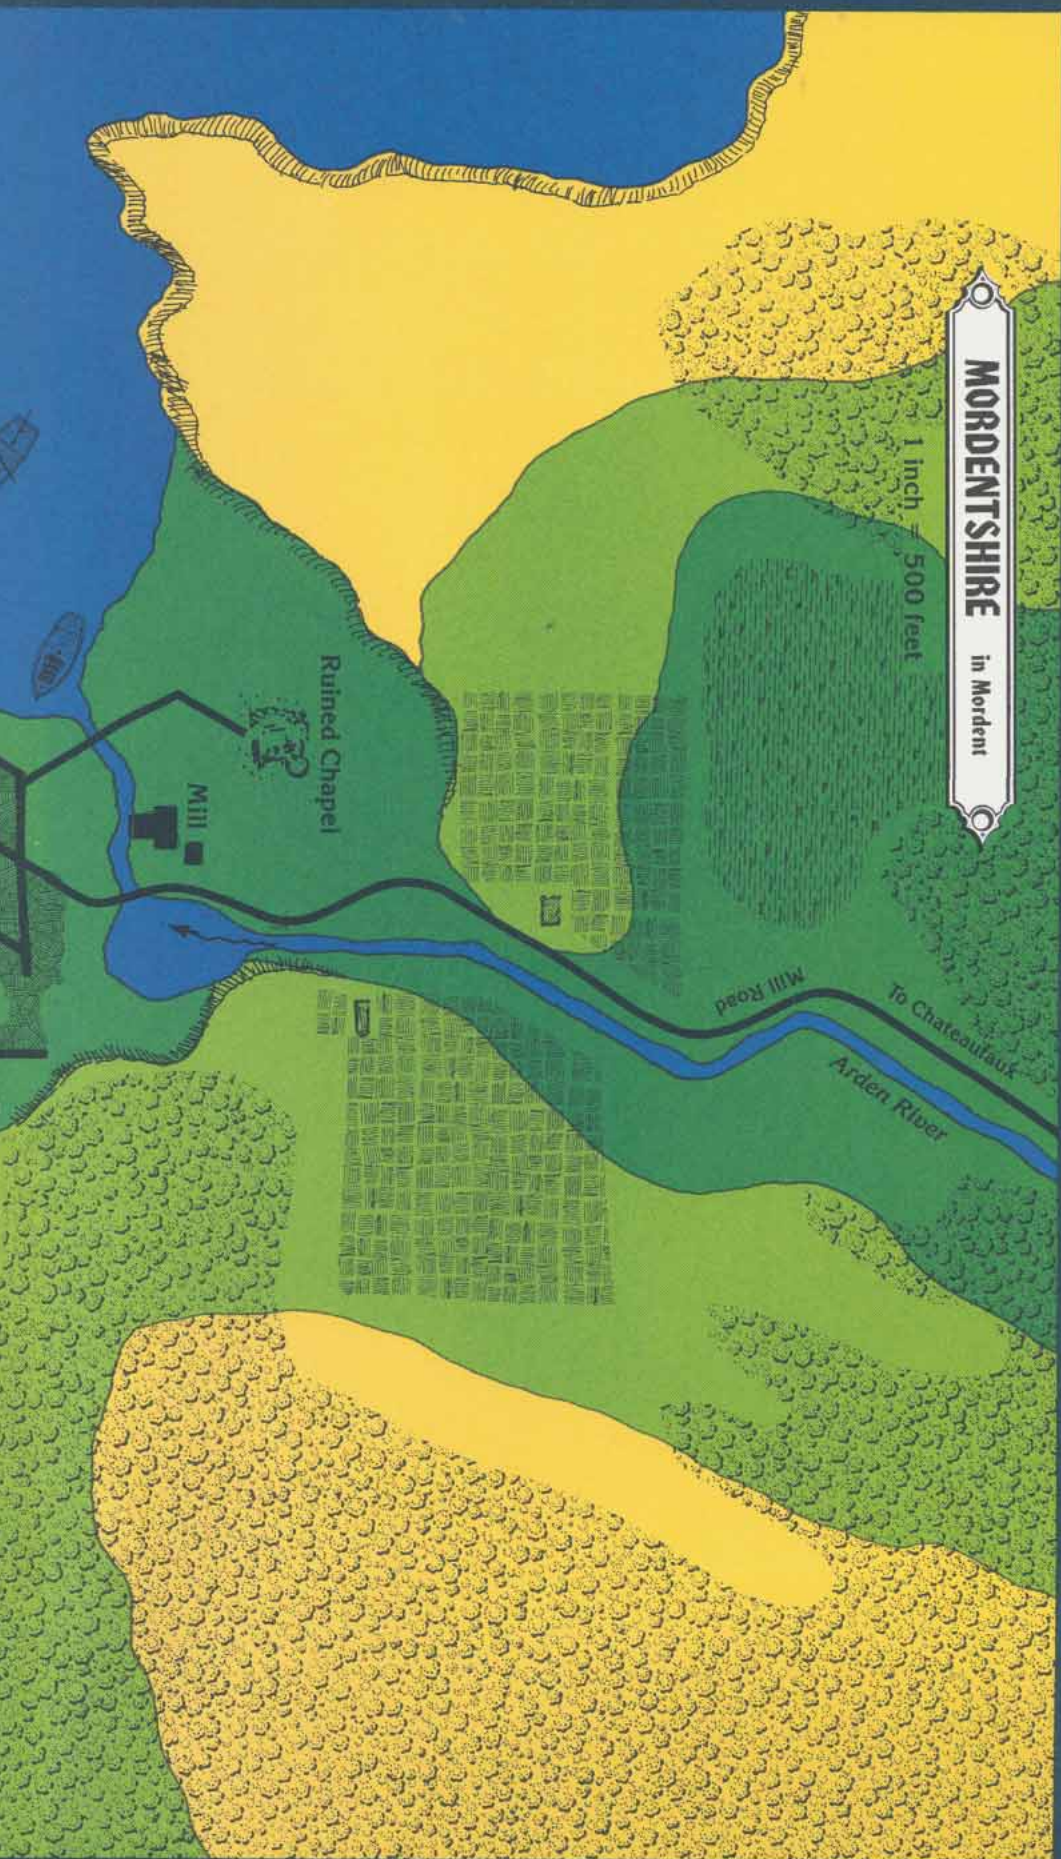 MORDENTSHIRE in Mordent
1 inch = 500 feet
To Chateaufaux
Mill Road
Arden River
Ruined Chapel
Mill